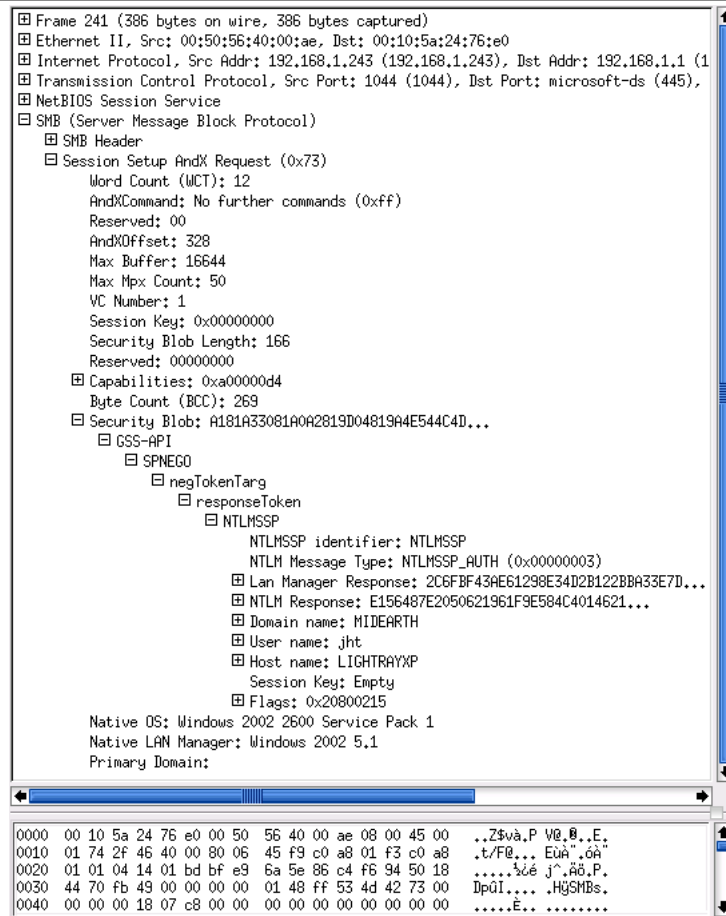 Frame 241 (386 bytes on wire, 386 bytes captured)
Ethernet II, Src: 00:50:56:40:00:ae, Dst: 00:10:5a:24:76:e0
Internet Protocol, Src Addr: 192.168.1.243 (192.168.1.243), Dst Addr: 192.168.1.1 (1
Transmission Control Protocol, Src Port: 1044 (1044), Dst Port: microsoft-ds (445),
NetBIOS Session Service
SMB (Server Message Block Protocol)
SMB Header
Session Setup AndX Request (0x73)
Word Count (WCT): 12
AndXCommand: No further commands (0xff)
Reserved: 00
AndXOffset: 328
Max Buffer: 16644
Max Mpx Count: 50
VC Number: 1
Session Key: 0x00000000
Security Blob Length: 166
Reserved: 00000000
Capabilities: 0xa00000d4
Byte Count (BCC): 269
Security Blob: A181A33081A0A2819D04819A4E544C4D...
GSS-API
SPNEGO
negTokenTarg
responseToken
NTLMSSP
NTLMSSP identifier: NTLMSSP
NTLM Message Type: NTLMSSP_AUTH (0x00000003)
Lan Manager Response: 2C6FBF43AE61298E34D2B122BBA33E7D...
NTLM Response: E156487E2050621961F9E584C4014621...
Domain name: MIDEARTH
User name: jht
Host name: LIGHTRAYXP
Session Key: Empty
Flags: 0x20800215
Native OS: Windows 2002 2600 Service Pack 1
Native LAN Manager: Windows 2002 5.1
Primary Domain:
0000 00 10 5a 24 76 e0 00 50 56 40 00 ae 08 00 45 00 ..Z$và.P V@.®..E.
0010 01 74 2f 46 40 00 80 06 45 f9 c0 a8 01 f3 c0 a8 .t/F@... EùÀ¨.óÀ¨
0020 01 01 04 14 01 bd bf e9 6a 5e 86 c4 f6 94 50 18 .....½¿é j^.Äö.P.
0030 44 70 fb 49 00 00 00 00 01 48 ff 53 4d 42 73 00 DpûI.... .HÿSMBs.
0040 00 00 00 18 07 c8 00 00 00 00 00 00 00 00 00 00 .....È.. ........